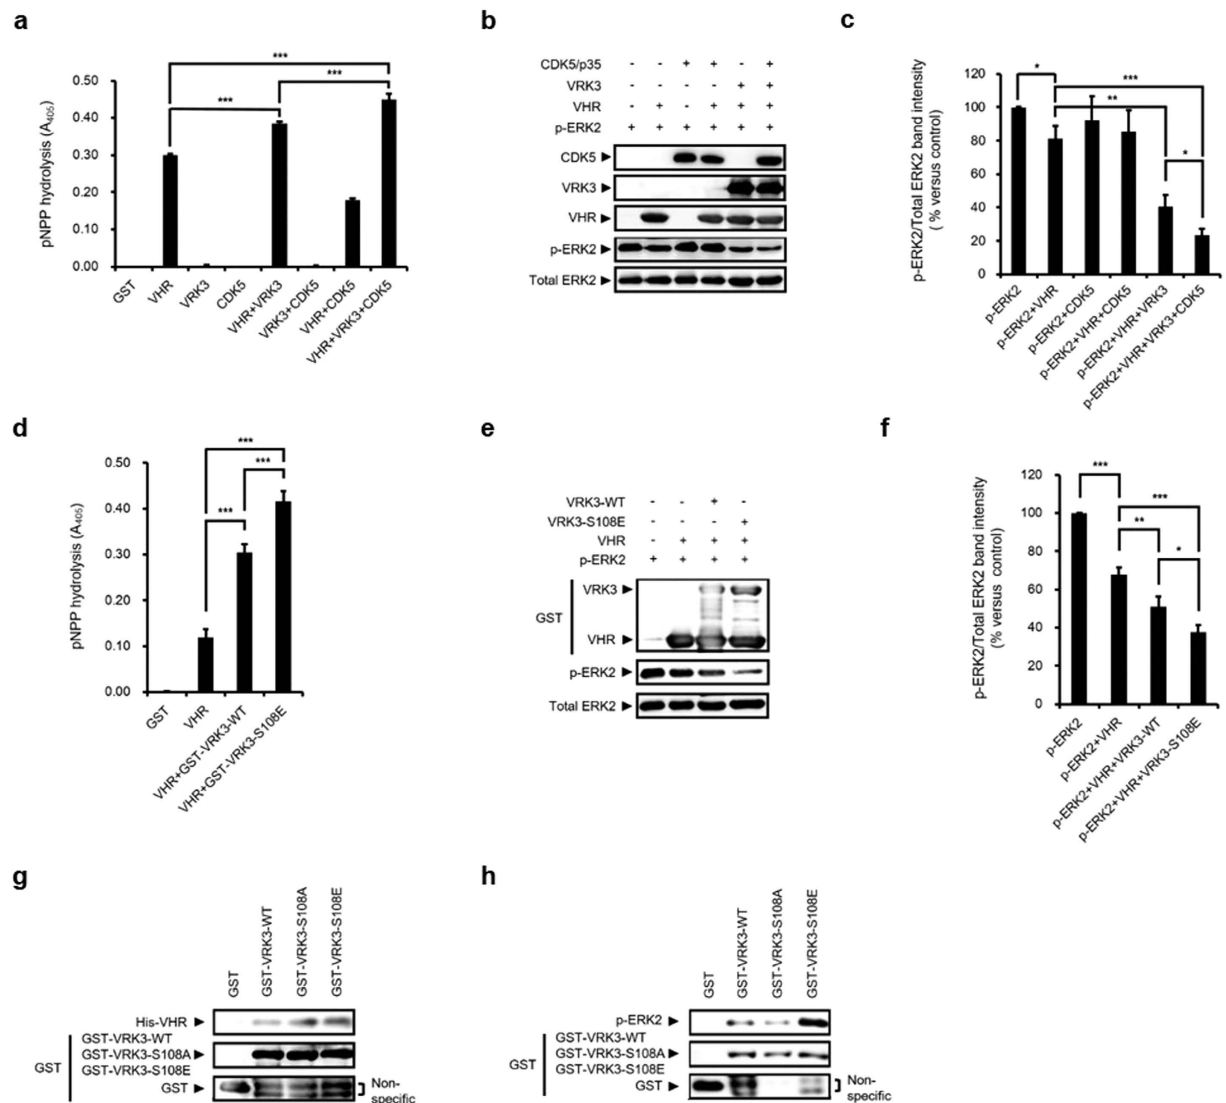 a
pNPP hydrolysis (A405)
0.50
0.40
0.30
0.20
0.10
0.00
***
***
***
GST
VHR
VRK3
CDK5
VHR+VRK3
VRK3+CDK5
VHR+CDK5
VHR+VRK3+CDK5
b
CDK5/p35 - - + + - +
VRK3 - - - - + +
VHR - + - + + +
p-ERK2 + + + + + +
CDK5
VRK3
VHR
p-ERK2
Total ERK2
c
p-ERK2/Total ERK2 band intensity
( % versus control)
120
100
80
60
40
20
0
*
***
**
*
p-ERK2
p-ERK2+VHR
p-ERK2+CDK5
p-ERK2+VHR+CDK5
p-ERK2+VHR+VRK3
p-ERK2+VHR+VRK3+CDK5
d
pNPP hydrolysis (A405)
0.50
0.40
0.30
0.20
0.10
0.00
***
***
***
GST
VHR
VHR+GST-VRK3-WT
VHR+GST-VRK3-S108E
e
VRK3-WT - - + -
VRK3-S108E - - - +
VHR - + + +
p-ERK2 + + + +
GST
VRK3
VHR
p-ERK2
Total ERK2
f
p-ERK2/Total ERK2 band intensity
(% versus control)
120
100
80
60
40
20
0
***
***
**
*
p-ERK2
p-ERK2+VHR
p-ERK2+VHR+VRK3-WT
p-ERK2+VHR+VRK3-S108E
g
GST
GST-VRK3-WT
GST-VRK3-S108A
GST-VRK3-S108E
His-VHR
GST
GST-VRK3-WT
GST-VRK3-S108A
GST-VRK3-S108E
GST
Non-
specific
h
GST
GST-VRK3-WT
GST-VRK3-S108A
GST-VRK3-S108E
p-ERK2
GST
GST-VRK3-WT
GST-VRK3-S108A
GST-VRK3-S108E
GST
Non-
specific